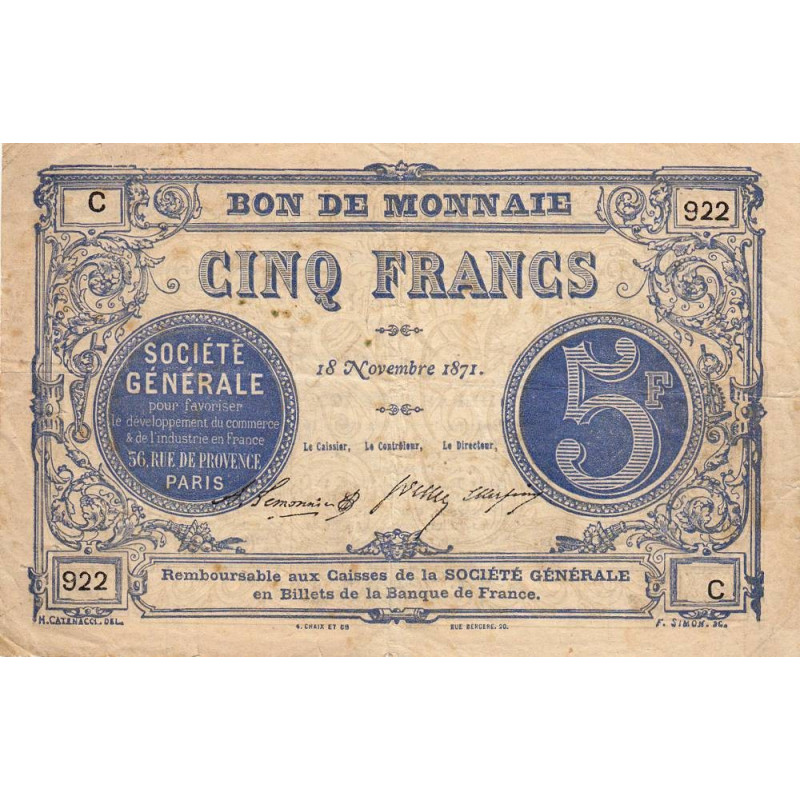 C
BON DE MONNAIE
922
CINQ FRANCS
18 Novembre 1871.
SOCIÉTÉ
GÉNÉRALE
pour favoriser
le développement du commerce
& de l'industrie en France
56, RUE DE PROVENCE
PARIS
5F
Le Caissier, Le Contrôleur, Le Directeur,
Lemonnier
922
Remboursable aux Caisses de la SOCIÉTÉ GÉNÉRALE
en Billets de la Banque de France.
C
H. CATENACCI. DEL.
A. CHAIX ET CIE
RUE BERGÈRE, 20.
F. SIMON. SC.